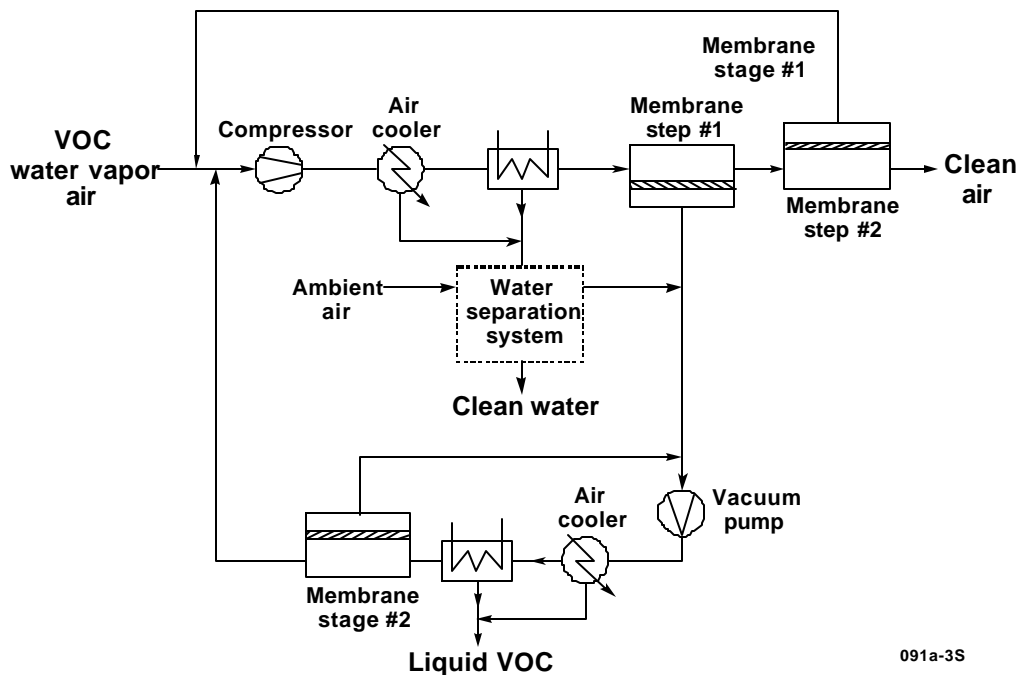 Membrane
stage #1
Membrane
step #1
Air
cooler
Compressor
VOC
water vapor
air
Clean
air
Membrane
step #2
Ambient
air
Water
separation
system
Clean water
Vacuum
pump
Air
cooler
Membrane
stage #2
Liquid VOC
091a-3S